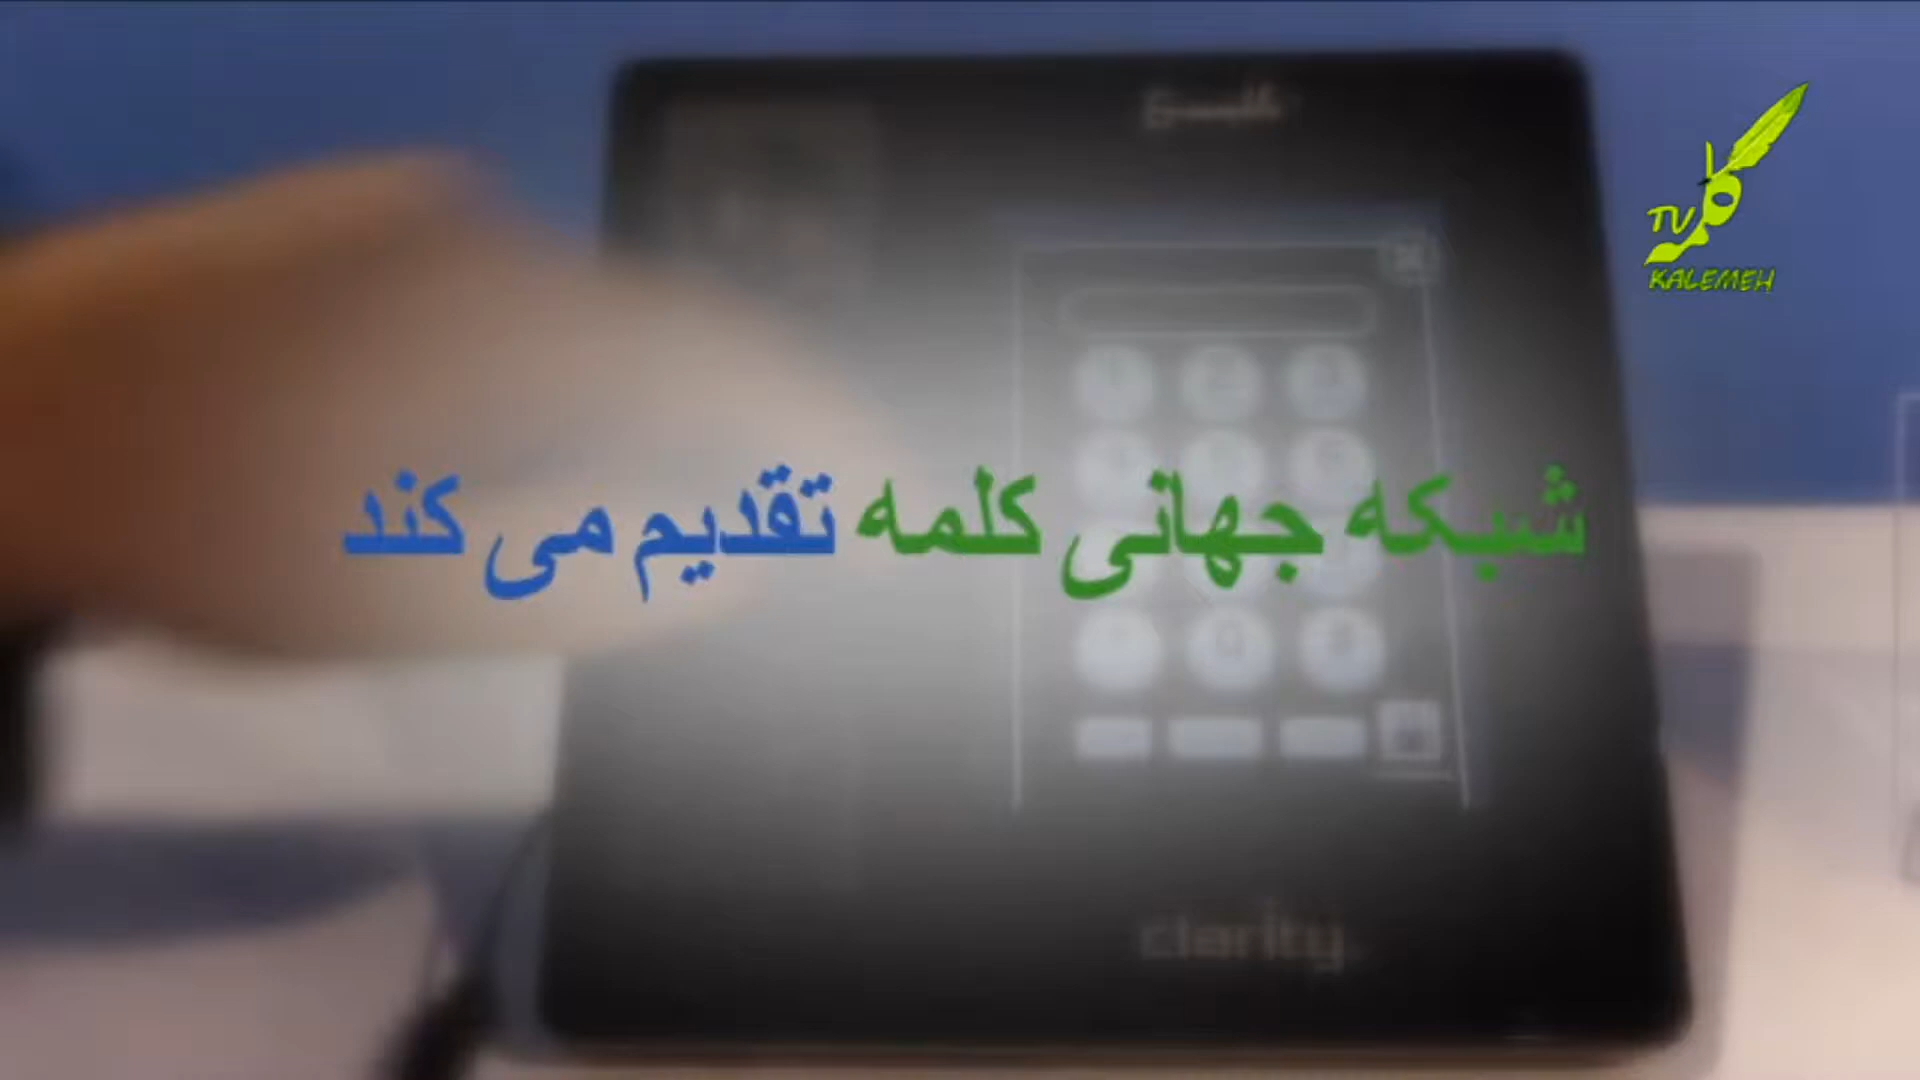 TV
KALEMEH
شبکه جهانی کلمه تقدیم می کند
clarity.